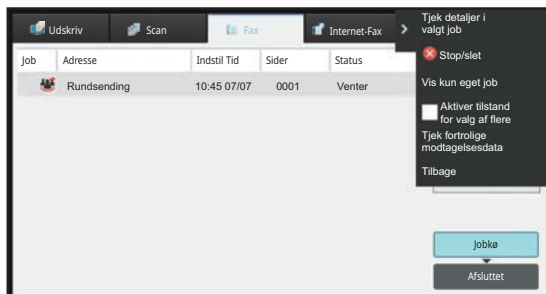 Udskriv Scan Fax Internet-Fax
Job Adresse Indstil Tid Sider Status
Rundsending 10:45 07/07 0001 Venter
Tjek detaljer i
valgt job
Stop/slet
Vis kun eget job
Aktiver tilstand
for valg af flere
Tjek fortrolige
modtagelsesdata
Tilbage
Jobkø
Afsluttet